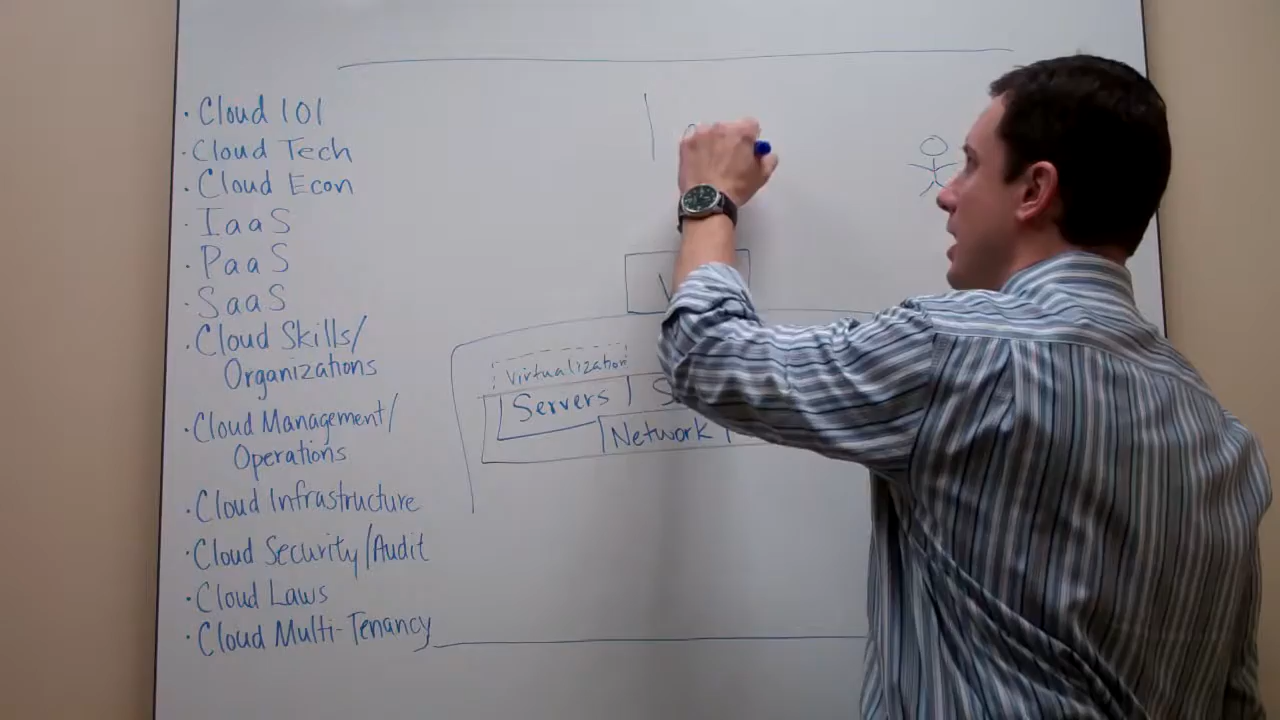 · Cloud 101
· Cloud Tech
· Cloud Econ
· IaaS
· PaaS
· SaaS
· Cloud Skills/
Organizations
· Cloud Management/
Operations
· Cloud Infrastructure
· Cloud Security/Audit
· Cloud Laws
· Cloud Multi-Tenancy
Virtualization
Servers
Network